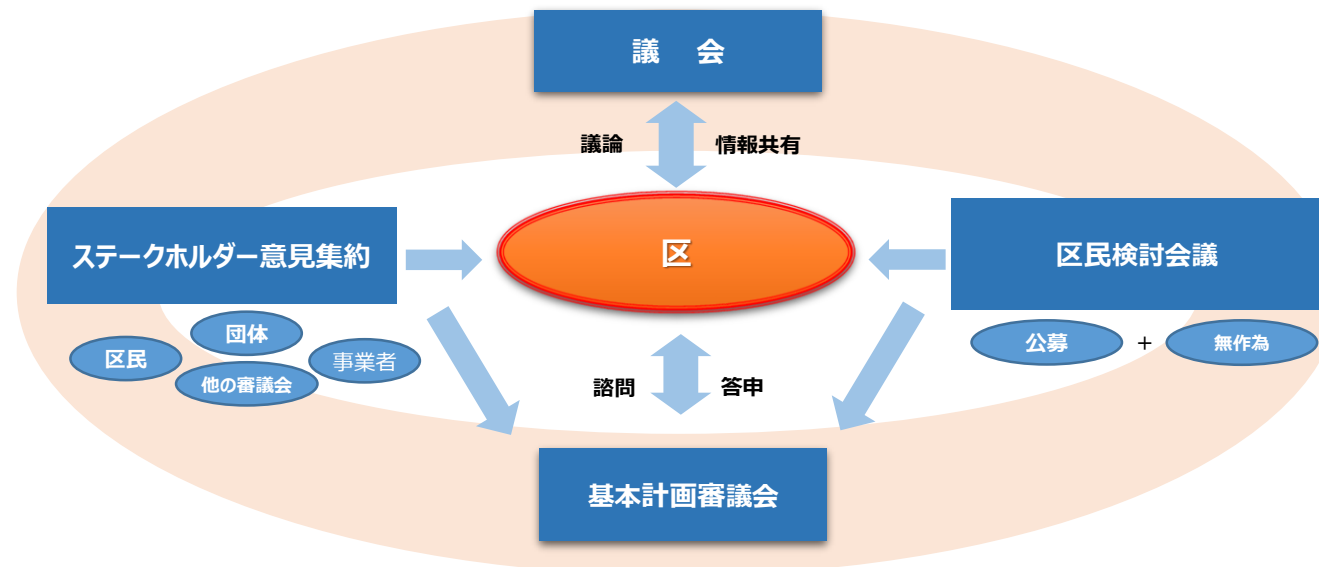 議　会
議論
情報共有
ステークホルダー意見集約
区
区民検討会議
団体
区民
事業者
他の審議会
公募
+
無作為
諮問
答申
基本計画審議会